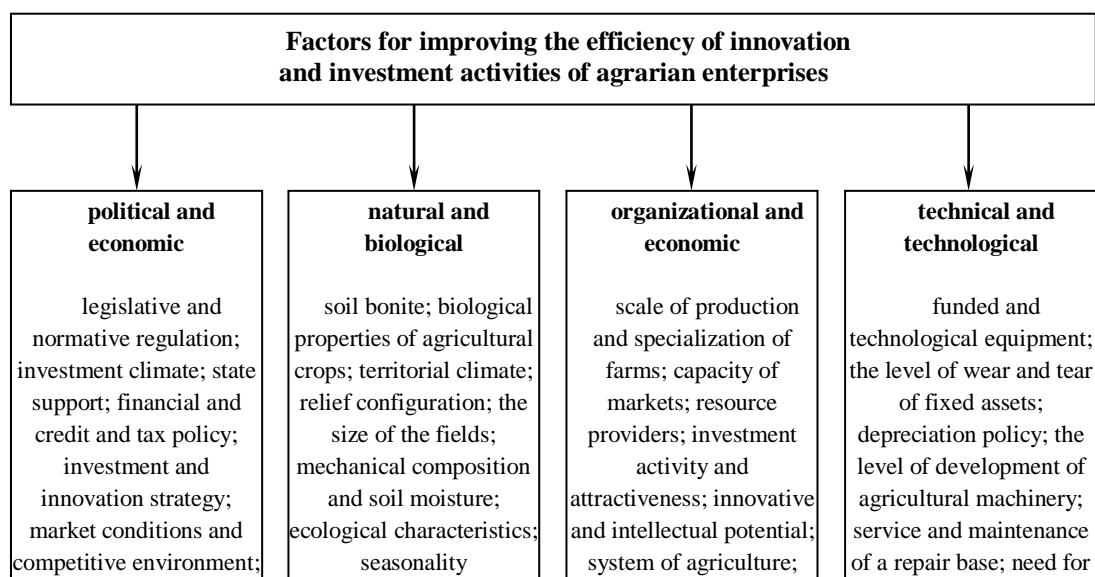 Factors for improving the efficiency of innovation
and investment activities of agrarian enterprises
political and
economic
legislative and
normative regulation;
investment climate; state
support; financial and
credit and tax policy;
investment and
innovation strategy;
market conditions and
competitive environment;
natural and
biological
soil bonite; biological
properties of agricultural
crops; territorial climate;
relief configuration; the
size of the fields;
mechanical composition
and soil moisture;
ecological characteristics;
seasonality
organizational and
economic
scale of production
and specialization of
farms; capacity of
markets; resource
providers; investment
activity and
attractiveness; innovative
and intellectual potential;
system of agriculture;
technical and
technological
funded and
technological equipment;
the level of wear and tear
of fixed assets;
depreciation policy; the
level of development of
agricultural machinery;
service and maintenance
of a repair base; need for